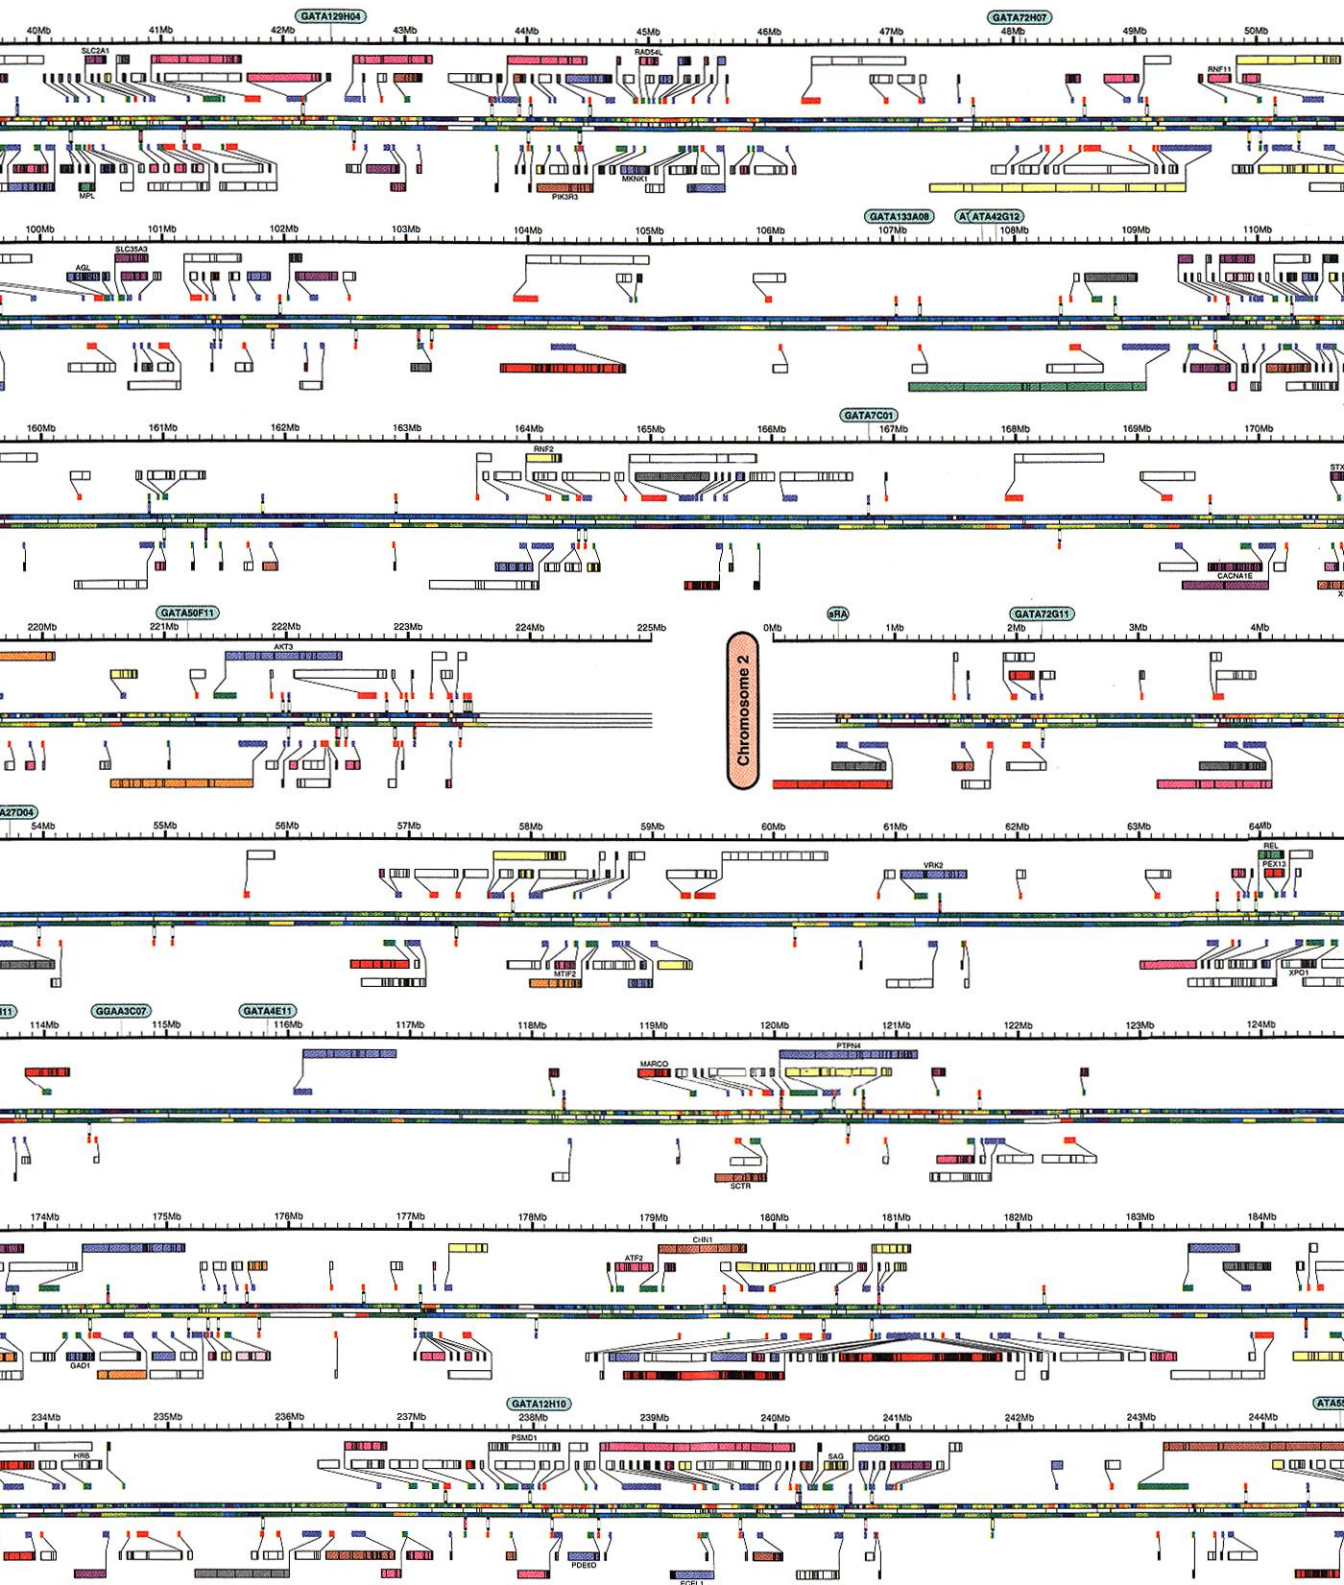 GATA129H04 GATA72H07
40Mb 41Mb 42Mb 43Mb 44Mb 45Mb 46Mb 47Mb 48Mb 49Mb 50Mb
SLC2A1 RAD54L RNF11
MPL PIK3R3 MKNK1
GATA133A08 ATA42G12
100Mb 101Mb 102Mb 103Mb 104Mb 105Mb 106Mb 107Mb 108Mb 109Mb 110Mb
AGL SLC35A3
GATA7C01
160Mb 161Mb 162Mb 163Mb 164Mb 165Mb 166Mb 167Mb 168Mb 169Mb 170Mb
RNF2 STX
CACNA1E
GATA50F11 sRA GATA72G11
220Mb 221Mb 222Mb 223Mb 224Mb 225Mb 0Mb 1Mb 2Mb 3Mb 4Mb
AKT3
Chromosome 2
A27D04
54Mb 55Mb 56Mb 57Mb 58Mb 59Mb 60Mb 61Mb 62Mb 63Mb 64Mb
VRK2 REL PEX13
MTIF2 XPO1
GGAA3C07 GATA4E11
114Mb 115Mb 116Mb 117Mb 118Mb 119Mb 120Mb 121Mb 122Mb 123Mb 124Mb
MARCO PTPN4
SCTR
174Mb 175Mb 176Mb 177Mb 178Mb 179Mb 180Mb 181Mb 182Mb 183Mb 184Mb
ATF2 CHN1
GAD1
GATA12H10 ATA55
234Mb 235Mb 236Mb 237Mb 238Mb 239Mb 240Mb 241Mb 242Mb 243Mb 244Mb
HRB PSMD1 SAG DGKD
PDE6D
ECEL1